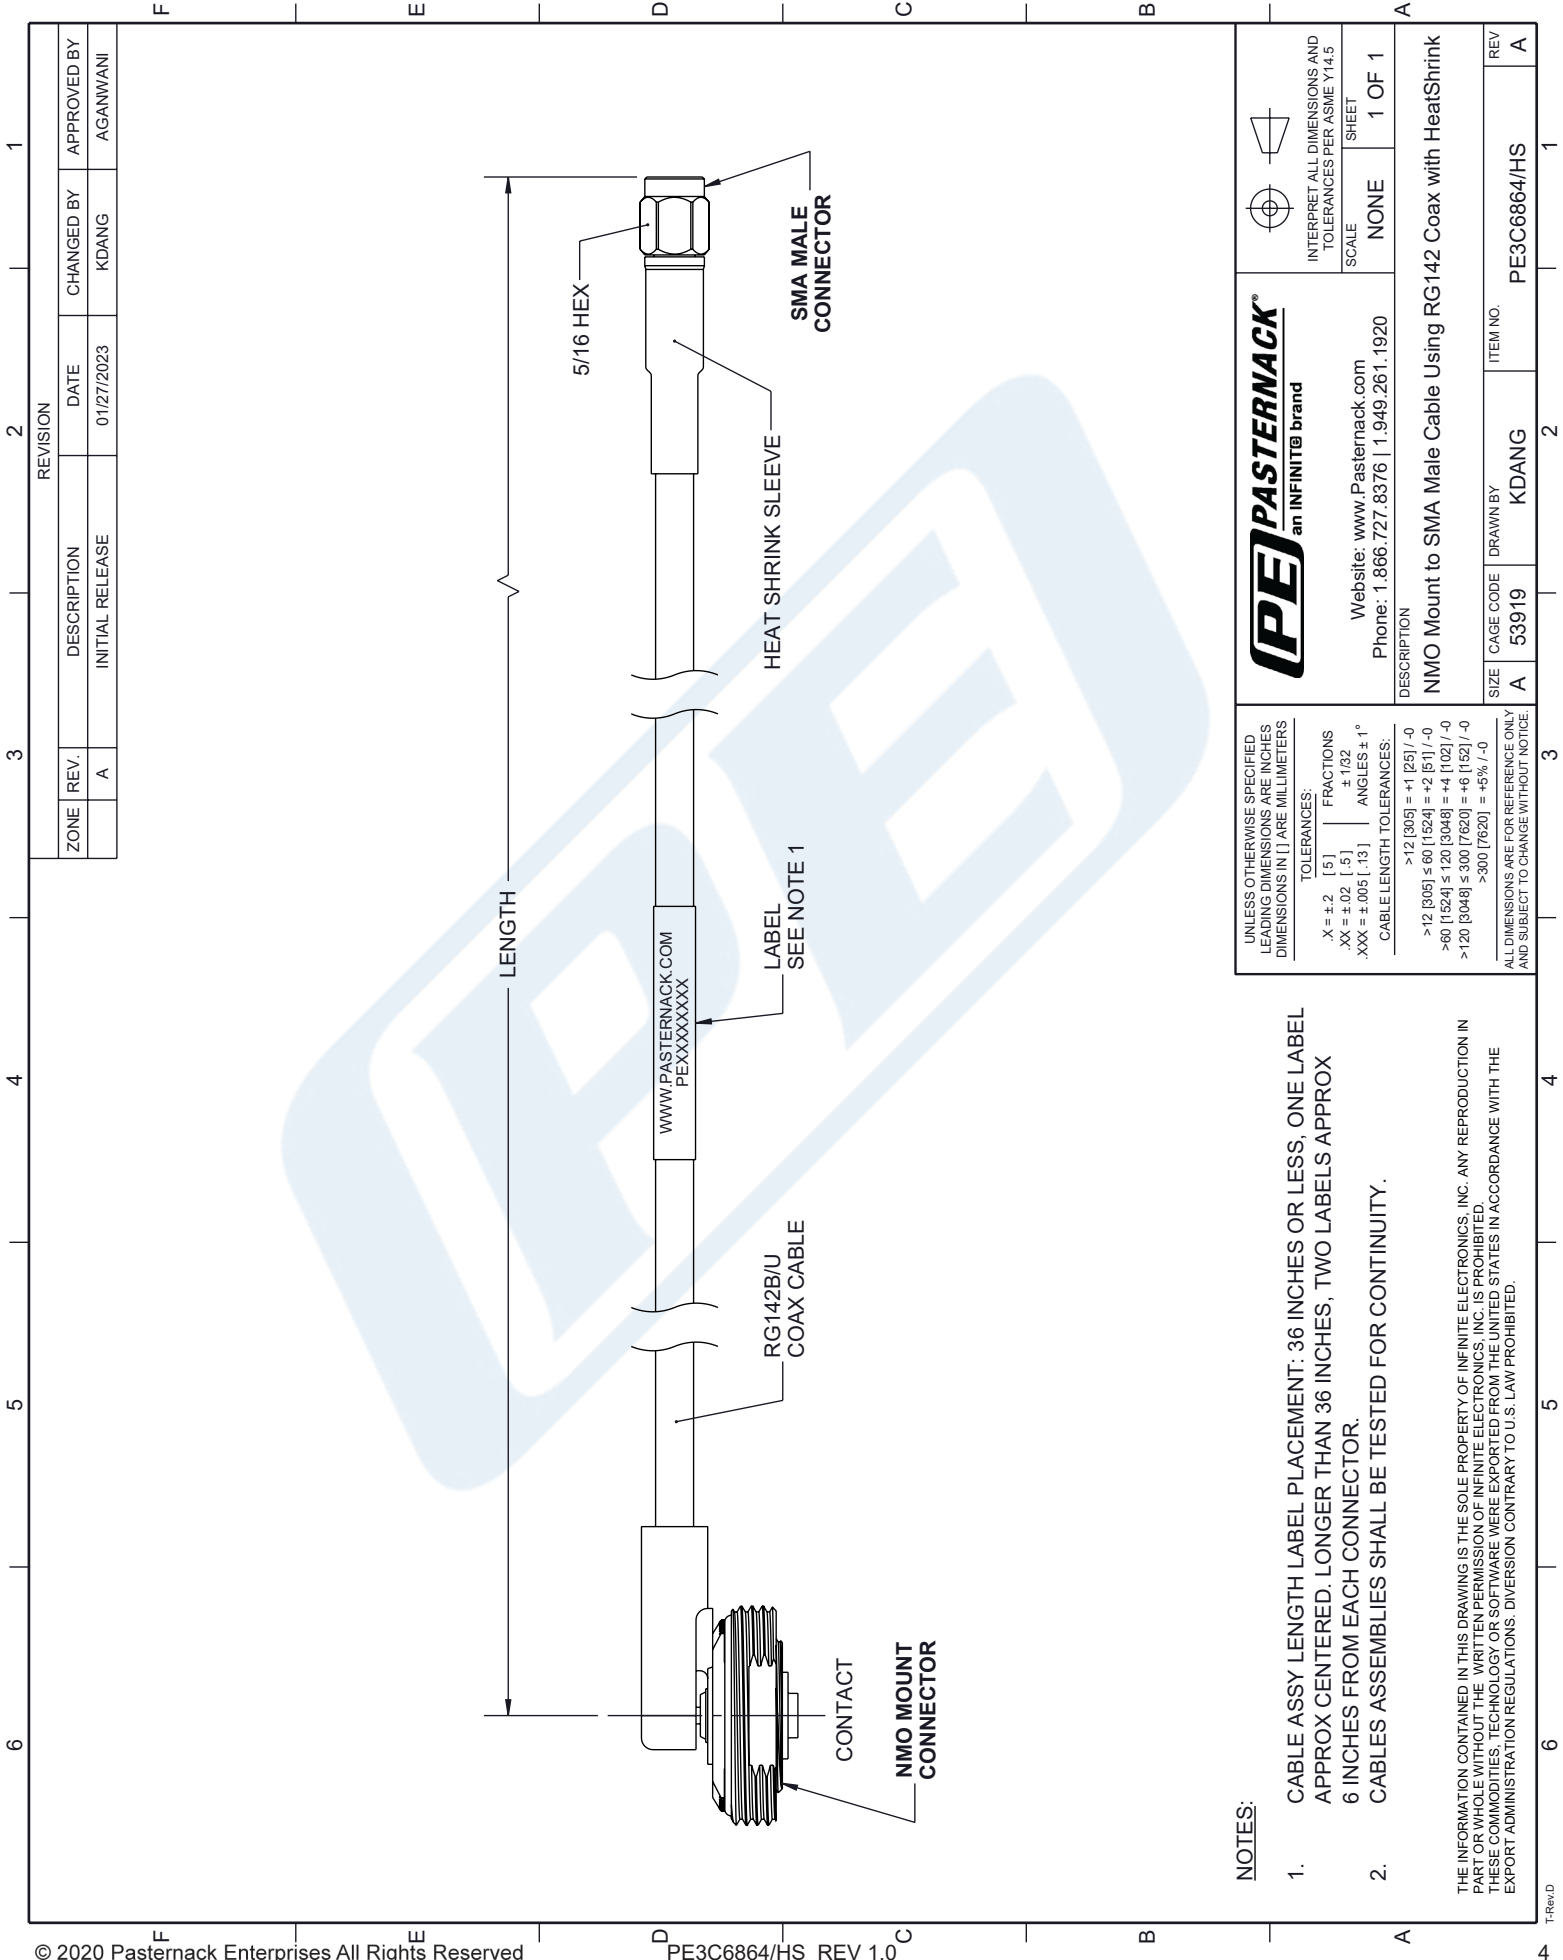 REVISION
ZONE REV. DESCRIPTION DATE CHANGED BY APPROVED BY
A INITIAL RELEASE 01/27/2023 KDANG AGANWANI
6 5 4 3 2 1
F
E
D
C
B
A
LENGTH
5/16 HEX
SMA MALE
CONNECTOR
HEAT SHRINK SLEEVE
WWW.PASTERNACK.COM
PEXXXXXXXX
LABEL
SEE NOTE 1
RG142B/U
COAX CABLE
CONTACT
NMO MOUNT
CONNECTOR
PE
NOTES:
1. CABLE ASSY LENGTH LABEL PLACEMENT: 36 INCHES OR LESS, ONE LABEL
APPROX CENTERED. LONGER THAN 36 INCHES, TWO LABELS APPROX
6 INCHES FROM EACH CONNECTOR.
2. CABLES ASSEMBLIES SHALL BE TESTED FOR CONTINUITY.
THE INFORMATION CONTAINED IN THIS DRAWING IS THE SOLE PROPERTY OF INFINITE ELECTRONICS, INC. ANY REPRODUCTION IN
PART OR WHOLE WITHOUT THE WRITTEN PERMISSION OF INFINITE ELECTRONICS, INC. IS PROHIBITED.
THESE COMMODITIES, TECHNOLOGY OR SOFTWARE WERE EXPORTED FROM THE UNITED STATES IN ACCORDANCE WITH THE
EXPORT ADMINISTRATION REGULATIONS. DIVERSION CONTRARY TO U.S. LAW PROHIBITED.
UNLESS OTHERWISE SPECIFIED
LEADING DIMENSIONS ARE INCHES
DIMENSIONS IN [ ] ARE MILLIMETERS
TOLERANCES:
.X = ±.2 [5] FRACTIONS
.XX = ±.02 [.5] ± 1/32
.XXX = ±.005 [.13] ANGLES ± 1°
CABLE LENGTH TOLERANCES:
>12 [305] = +1 [25] / -0
>12 [305] ≤ 60 [1524] = +2 [51] / -0
>60 [1524] ≤ 120 [3048] = +4 [102] / -0
>120 [3048] ≤ 300 [7620] = +6 [152] / -0
>300 [7620] = +5% / -0
ALL DIMENSIONS ARE FOR REFERENCE ONLY
AND SUBJECT TO CHANGE WITHOUT NOTICE.
PE PASTERNACK®
an INFINITE brand
Website: www.Pasternack.com
Phone: 1.866.727.8376 | 1.949.261.1920
INTERPRET ALL DIMENSIONS AND
TOLERANCES PER ASME Y14.5
SCALE SHEET
NONE 1 OF 1
DESCRIPTION
NMO Mount to SMA Male Cable Using RG142 Coax with HeatShrink
SIZE CAGE CODE DRAWN BY ITEM NO. REV
A 53919 KDANG PE3C6864/HS A
F
E
D
C
B
A
6 5 4 3 2 1
T-Rev.D
© 2020 Pasternack Enterprises All Rights Reserved PE3C6864/HS REV 1.0 4